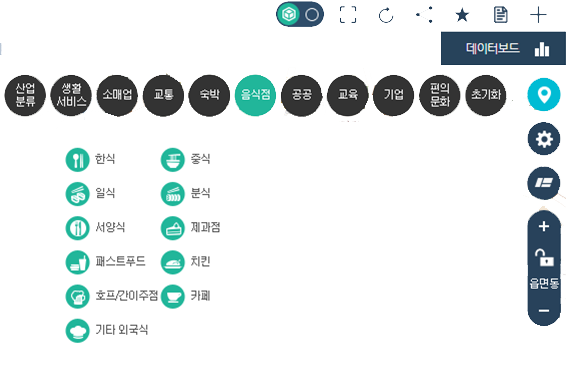 데이터보드
산업
분류
생활
서비스
소매업
교통
숙박
음식점
공공
교육
기업
편의
문화
초기화
한식
중식
일식
분식
서양식
제과점
패스트푸드
치킨
호프/간이주점
카페
기타 외국식
+
읍면동
−